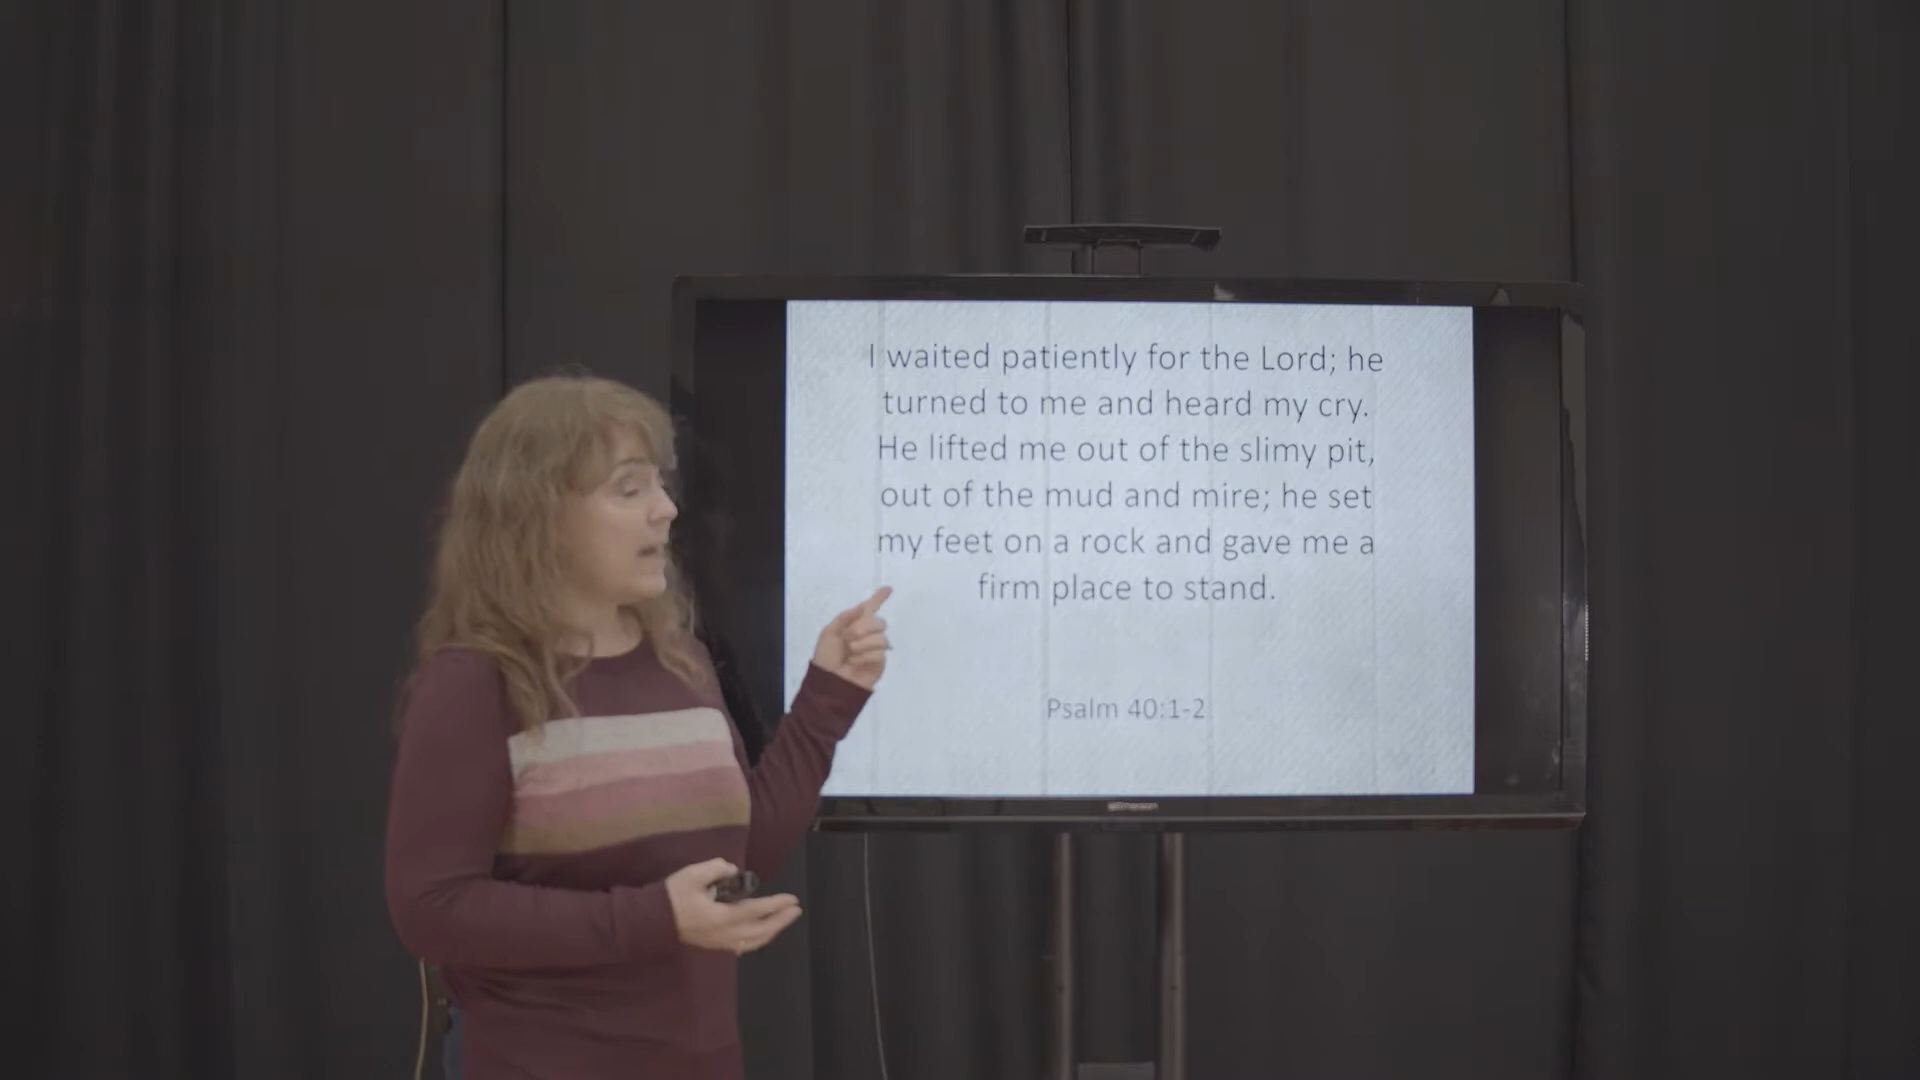 I waited patiently for the Lord; he
turned to me and heard my cry.
He lifted me out of the slimy pit,
out of the mud and mire; he set
my feet on a rock and gave me a
firm place to stand.
Psalm 40:1-2